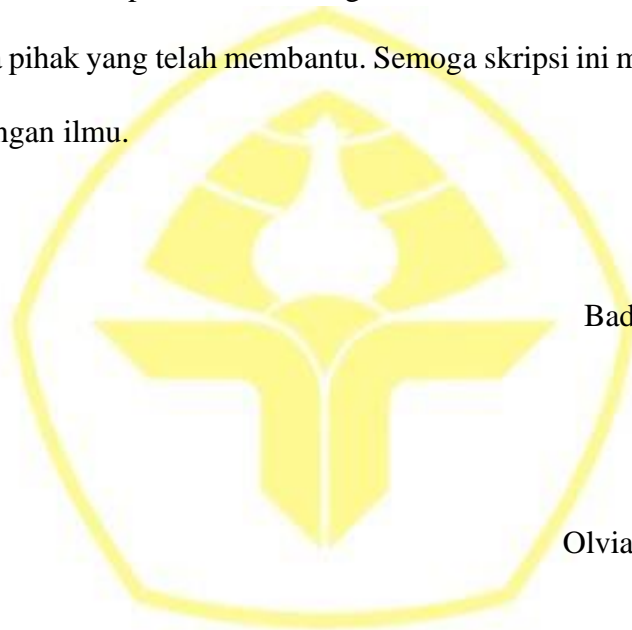 pihak yang telah membantu. Semoga skripsi ini
ngan ilmu.
Bad
Olvia